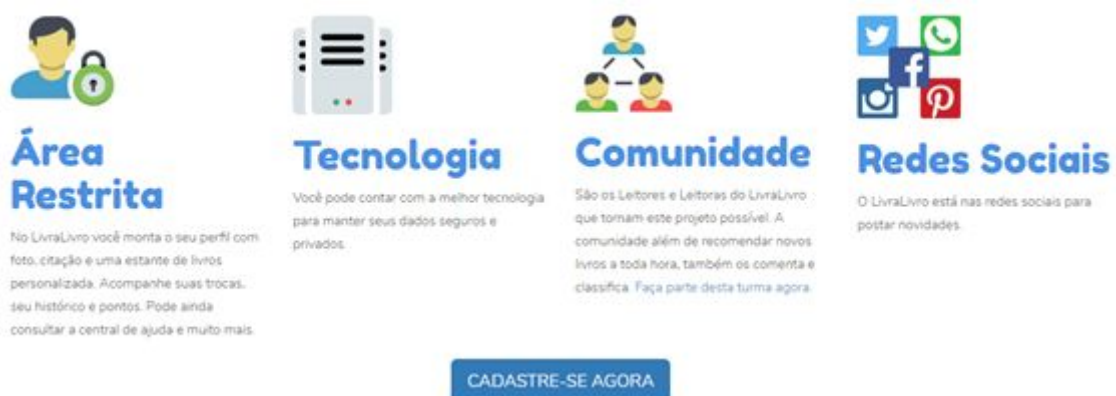 Área
Restrita
No LivraLivro você monta o seu perfil com
foto, citação e uma estante de livros
personalizada. Acompanhe suas trocas,
seu histórico e pontos. Pode ainda
consultar a central de ajuda e muito mais.
Tecnologia
Você pode contar com a melhor tecnologia
para manter seus dados seguros e
privados.
Comunidade
São os Leitores e Leitoras do LivraLivro
que tornam este projeto possível. A
comunidade além de recomendar novos
livros a toda hora, também os comenta e
classifica. Faça parte desta turma agora.
Redes Sociais
O LivraLivro está nas redes sociais para
postar novidades.
CADASTRE-SE AGORA